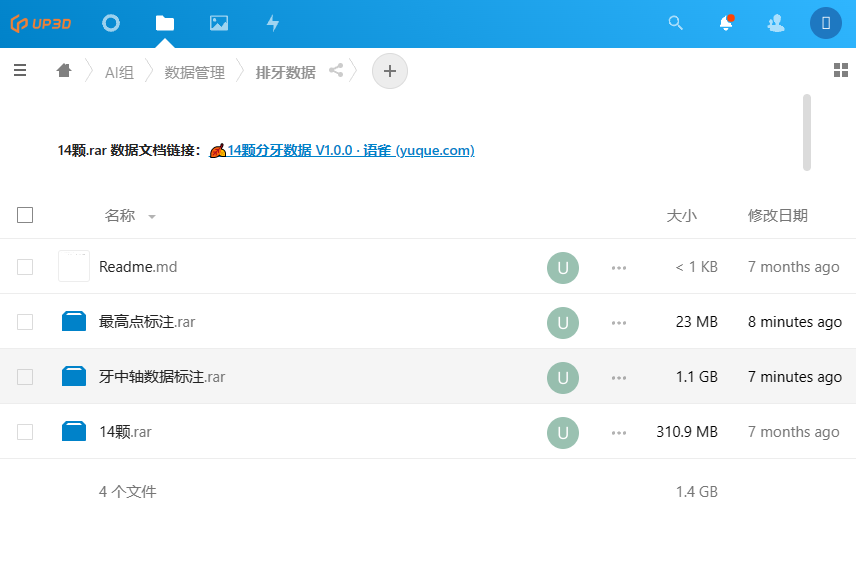 UP3D
AI组 数据管理 排牙数据
14颗.rar 数据文档链接： 14颗分牙数据 V1.0.0 · 语雀 (yuque.com)
名称 大小 修改日期
Readme.md U < 1 KB 7 months ago
最高点标注.rar U 23 MB 8 minutes ago
牙中轴数据标注.rar U 1.1 GB 7 minutes ago
14颗.rar U 310.9 MB 7 months ago
4 个文件 1.4 GB